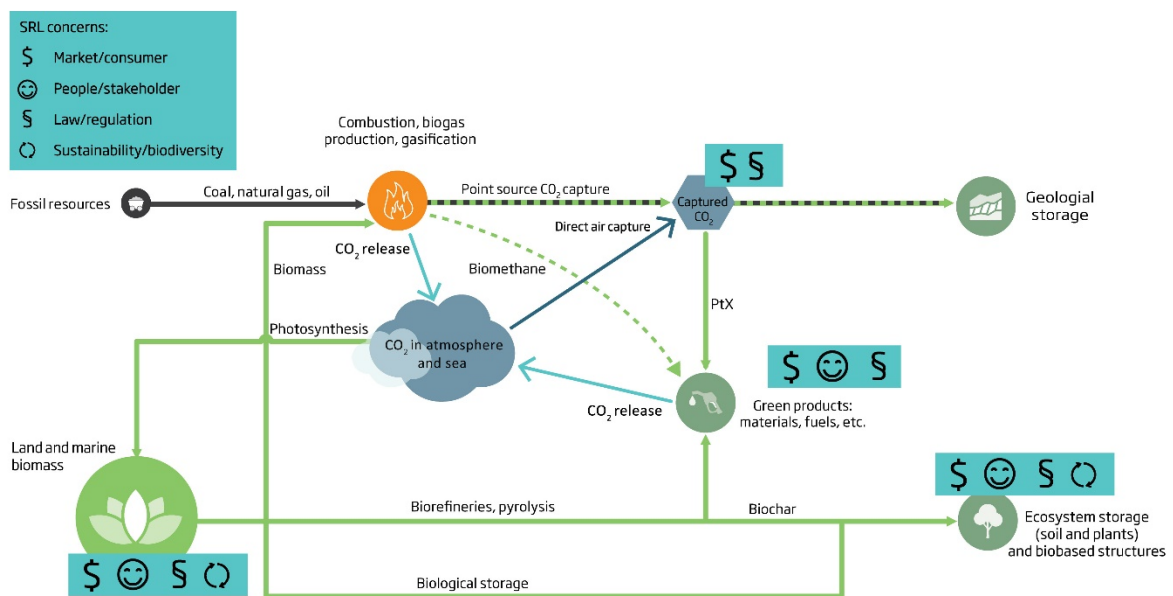 SRL concerns:
$ Market/consumer
People/stakeholder
§ Law/regulation
Sustainability/biodiversity
Combustion, biogas
production, gasification
$ §
Fossil resources
Coal, natural gas, oil
Point source CO₂ capture
Captured
CO₂
Geological
storage
CO₂ release
Biomass
Biomethane
Direct air capture
PtX
Photosynthesis
CO₂ in atmosphere
and sea
$ §
CO₂ release
Green products:
materials, fuels, etc.
Land and marine
biomass
Biorefineries, pyrolysis
Biochar
$ §
Ecosystem storage
(soil and plants)
and biobased structures
$ §
Biological storage